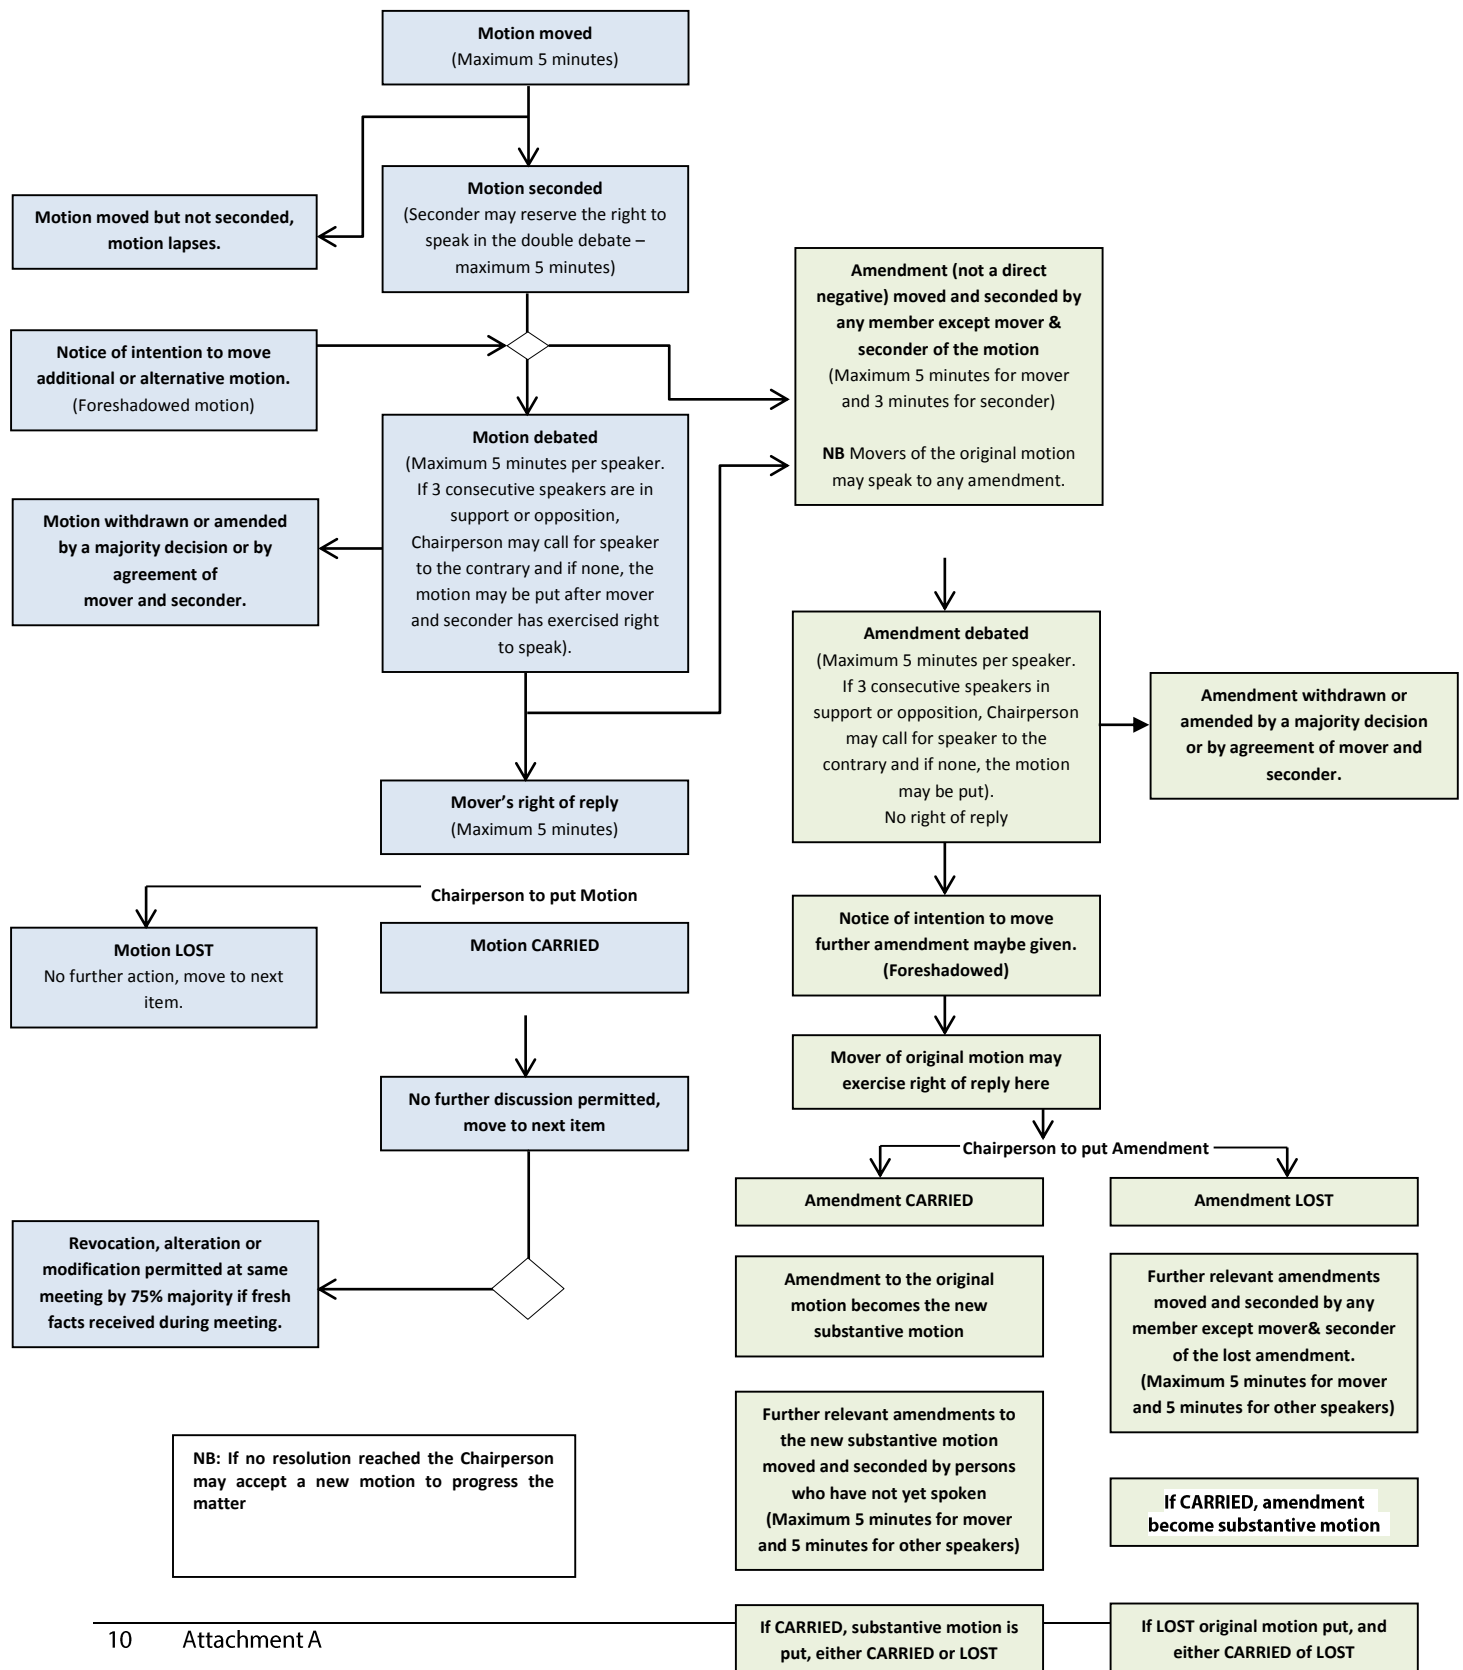 Motion moved
(Maximum 5 minutes)
Motion seconded
(Seconder may reserve the right to
speak in the double debate –
maximum 5 minutes)
Motion moved but not seconded,
motion lapses.
Notice of intention to move
additional or alternative motion.
(Foreshadowed motion)
Motion debated
(Maximum 5 minutes per speaker.
If 3 consecutive speakers are in
support or opposition,
Chairperson may call for speaker
to the contrary and if none, the
motion may be put after mover
and seconder has exercised right
to speak).
Motion withdrawn or amended
by a majority decision or by
agreement of
mover and seconder.
Mover’s right of reply
(Maximum 5 minutes)
Chairperson to put Motion
Motion LOST
No further action, move to next
item.
Motion CARRIED
No further discussion permitted,
move to next item
Revocation, alteration or
modification permitted at same
meeting by 75% majority if fresh
facts received during meeting.
NB: If no resolution reached the Chairperson
may accept a new motion to progress the
matter
Amendment (not a direct
negative) moved and seconded by
any member except mover &
seconder of the motion
(Maximum 5 minutes for mover
and 3 minutes for seconder)
NB Movers of the original motion
may speak to any amendment.
Amendment debated
(Maximum 5 minutes per speaker.
If 3 consecutive speakers in
support or opposition, Chairperson
may call for speaker to the
contrary and if none, the motion
may be put).
No right of reply
Amendment withdrawn or
amended by a majority decision
or by agreement of mover and
seconder.
Notice of intention to move
further amendment maybe given.
(Foreshadowed)
Mover of original motion may
exercise right of reply here
Chairperson to put Amendment
Amendment CARRIED
Amendment to the original
motion becomes the new
substantive motion
Further relevant amendments to
the new substantive motion
moved and seconded by persons
who have not yet spoken
(Maximum 5 minutes for mover
and 5 minutes for other speakers)
If CARRIED, substantive motion is
put, either CARRIED or LOST
Amendment LOST
Further relevant amendments
moved and seconded by any
member except mover& seconder
of the lost amendment.
(Maximum 5 minutes for mover
and 5 minutes for other speakers)
If CARRIED, amendment
become substantive motion
If LOST original motion put, and
either CARRIED of LOST
10 Attachment A